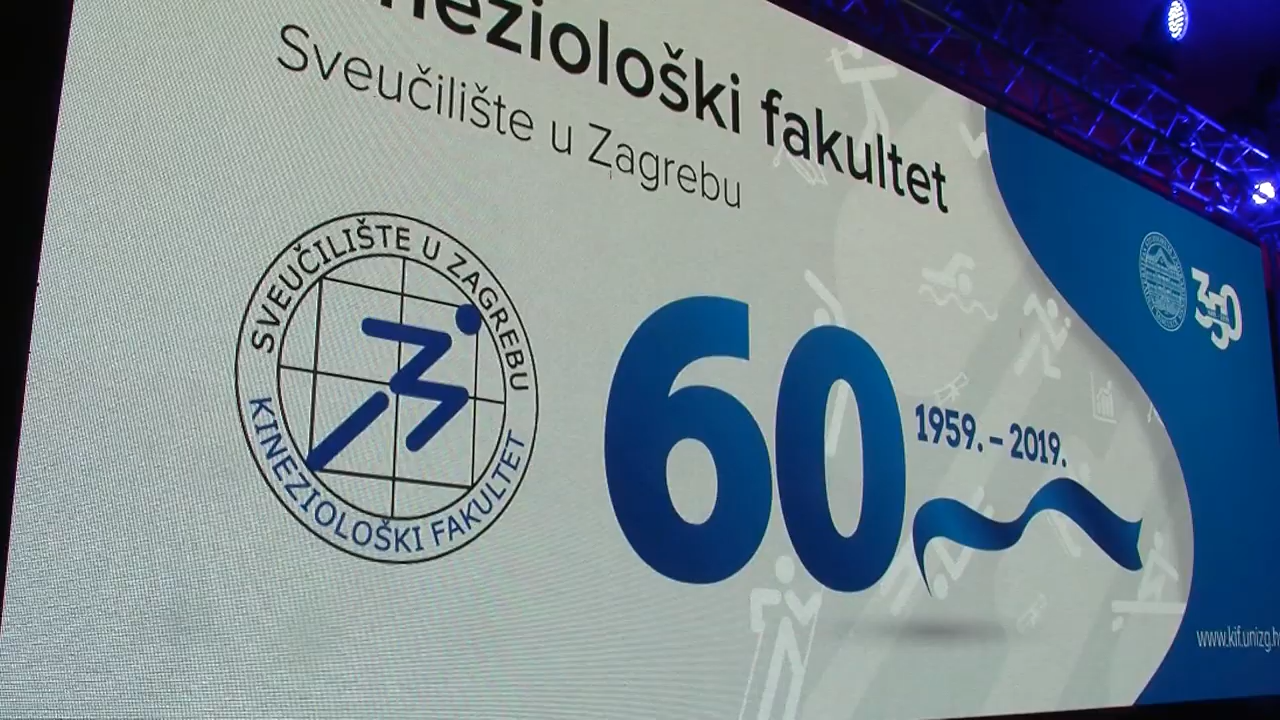 neziološki fakultet
Sveučilište u Zagrebu
SVEUČILIŠTE U ZAGREBU
KINEZIOLOŠKI FAKULTET
60
1959. – 2019.
350
www.kif.unizg.h